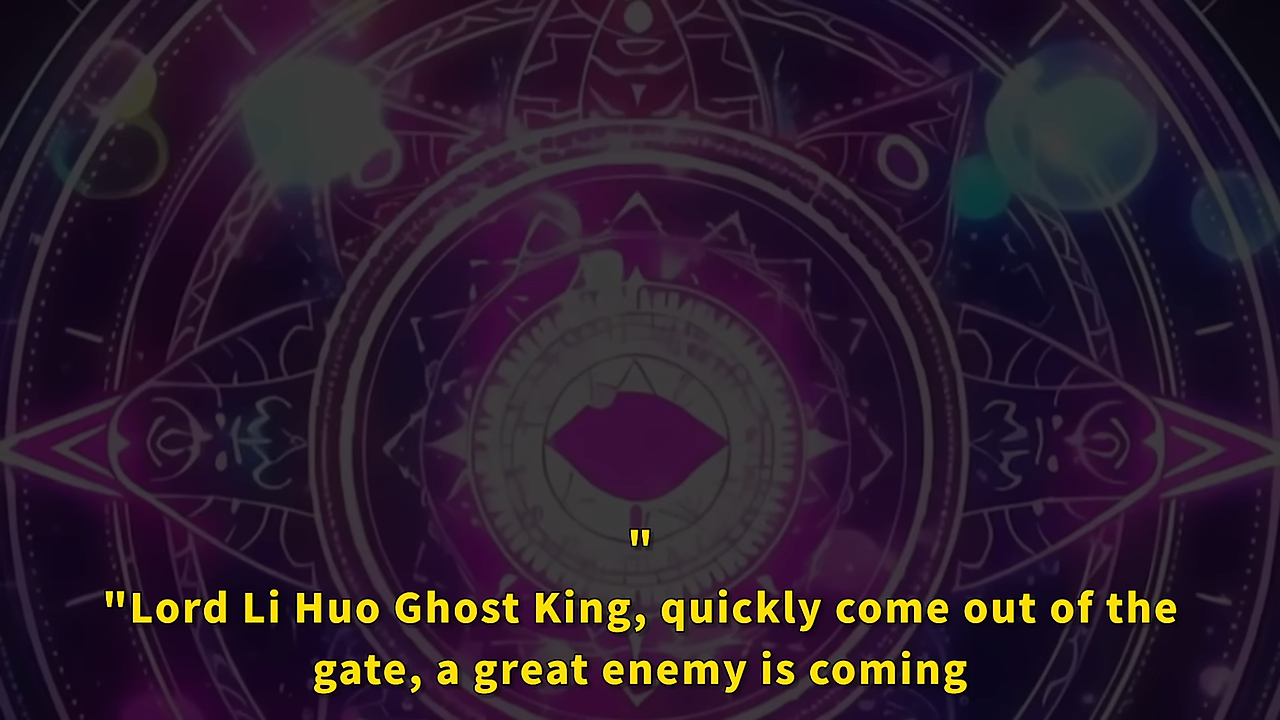 "
"Lord Li Huo Ghost King, quickly come out of the
gate, a great enemy is coming